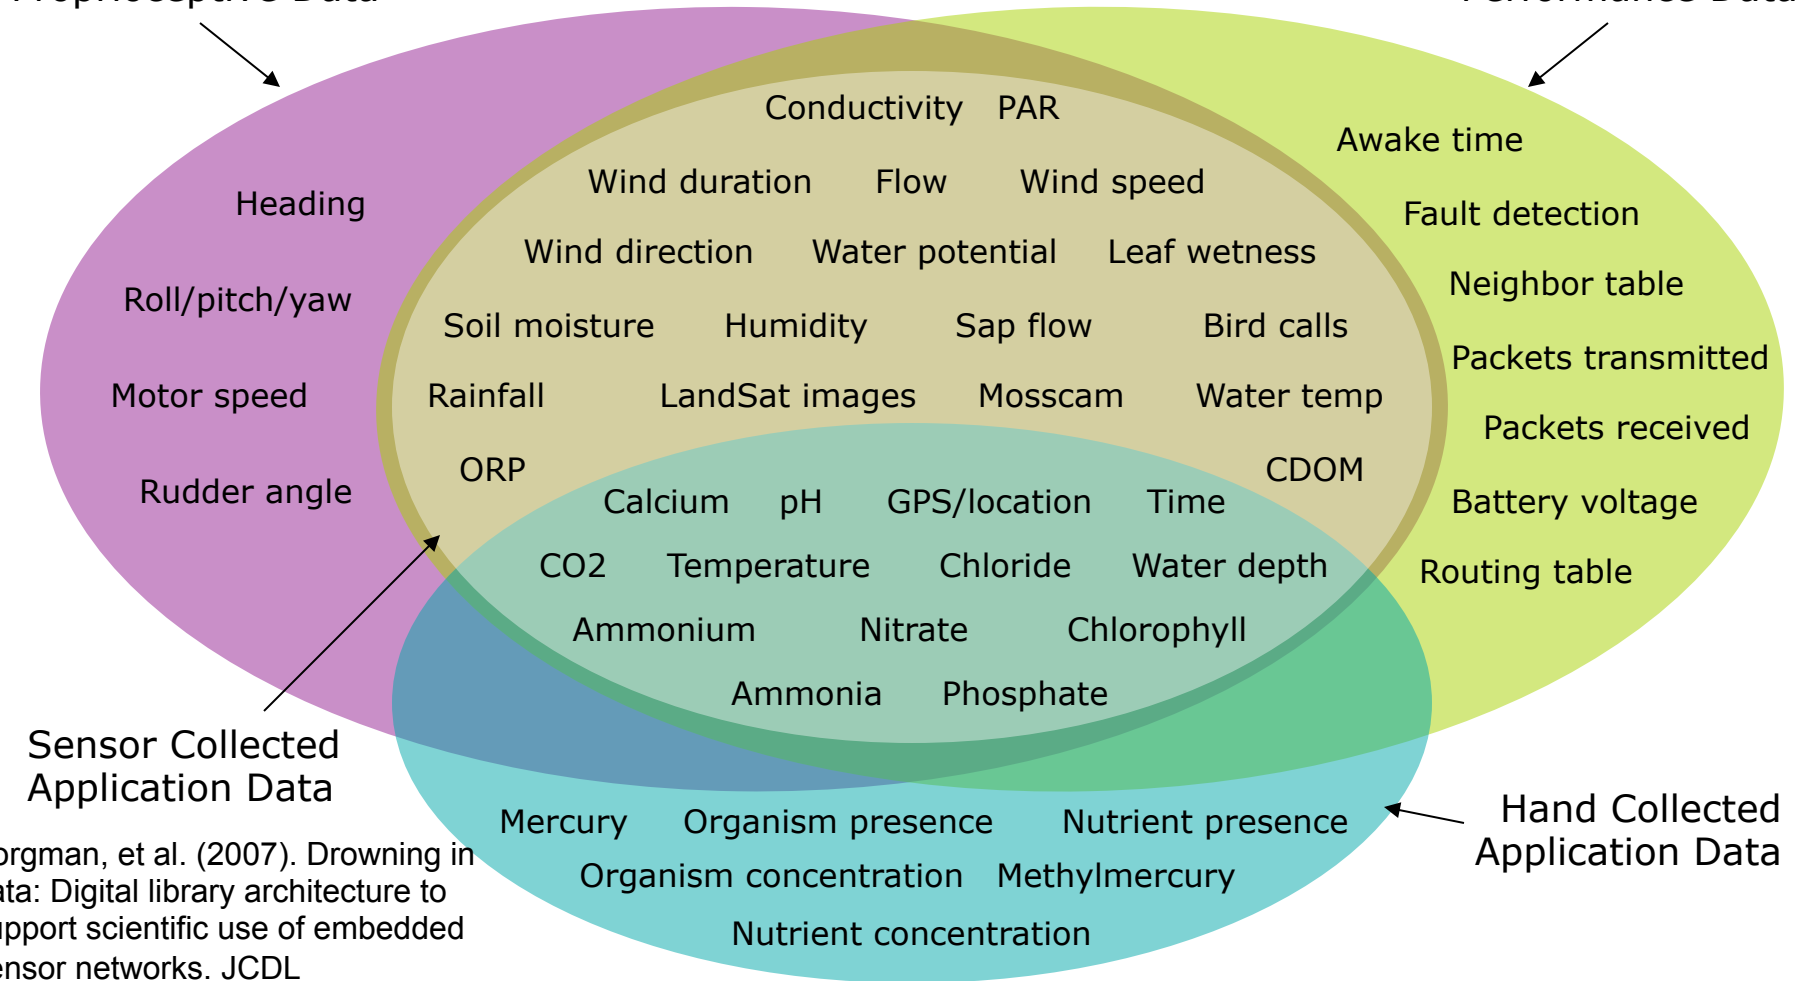 Proprioceptive Data
Performance Data
Conductivity PAR
Awake time
Wind duration Flow Wind speed
Heading
Fault detection
Wind direction Water potential Leaf wetness
Neighbor table
Roll/pitch/yaw
Soil moisture Humidity Sap flow Bird calls
Packets transmitted
Motor speed
Rainfall LandSat images Mosscam Water temp
Packets received
ORP
CDOM
Rudder angle
Calcium pH GPS/location Time
Battery voltage
CO2 Temperature Chloride Water depth
Routing table
Ammonium Nitrate Chlorophyll
Ammonia Phosphate
Sensor Collected
Application Data
Hand Collected
Application Data
Mercury Organism presence Nutrient presence
Organism concentration Methylmercury
Nutrient concentration
orgman, et al. (2007). Drowning in
ata: Digital library architecture to
upport scientific use of embedded
ensor networks. JCDL